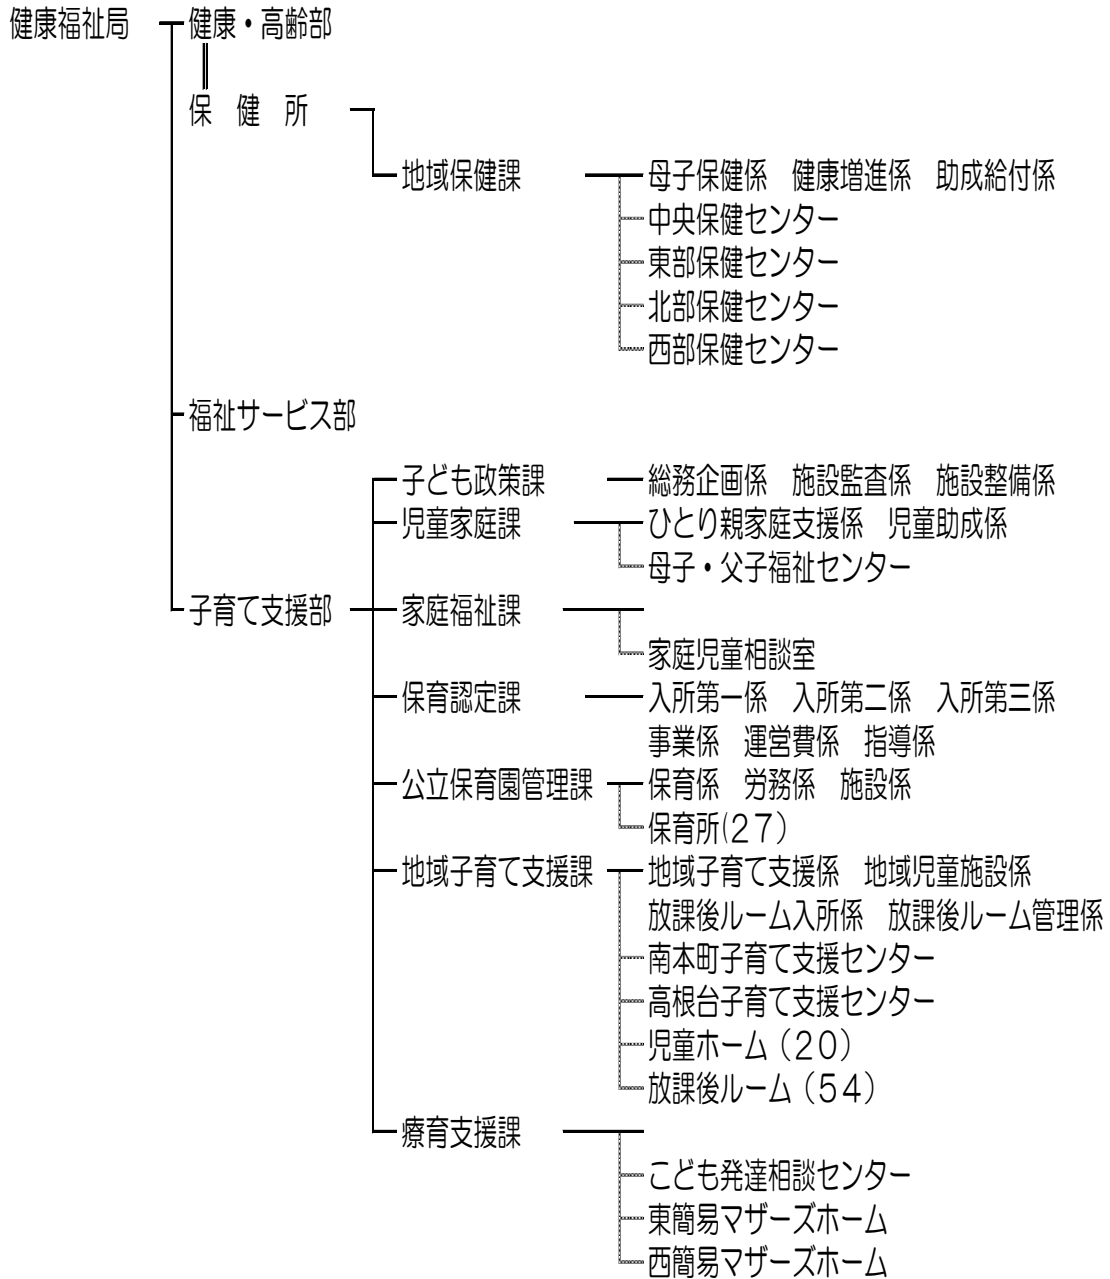 健康福祉局 健康・高齢部
保 健 所
地域保健課 母子保健係 健康増進係 助成給付係
中央保健センター
東部保健センター
北部保健センター
西部保健センター
福祉サービス部
子ども政策課 総務企画係 施設監査係 施設整備係
児童家庭課 ひとり親家庭支援係 児童助成係
母子・父子福祉センター
子育て支援部 家庭福祉課
家庭児童相談室
保育認定課 入所第一係 入所第二係 入所第三係
事業係 運営費係 指導係
公立保育園管理課 保育係 労務係 施設係
保育所(27)
地域子育て支援課 地域子育て支援係 地域児童施設係
放課後ルーム入所係 放課後ルーム管理係
南本町子育て支援センター
高根台子育て支援センター
児童ホーム（20）
放課後ルーム（54）
療育支援課
こども発達相談センター
東簡易マザーズホーム
西簡易マザーズホーム